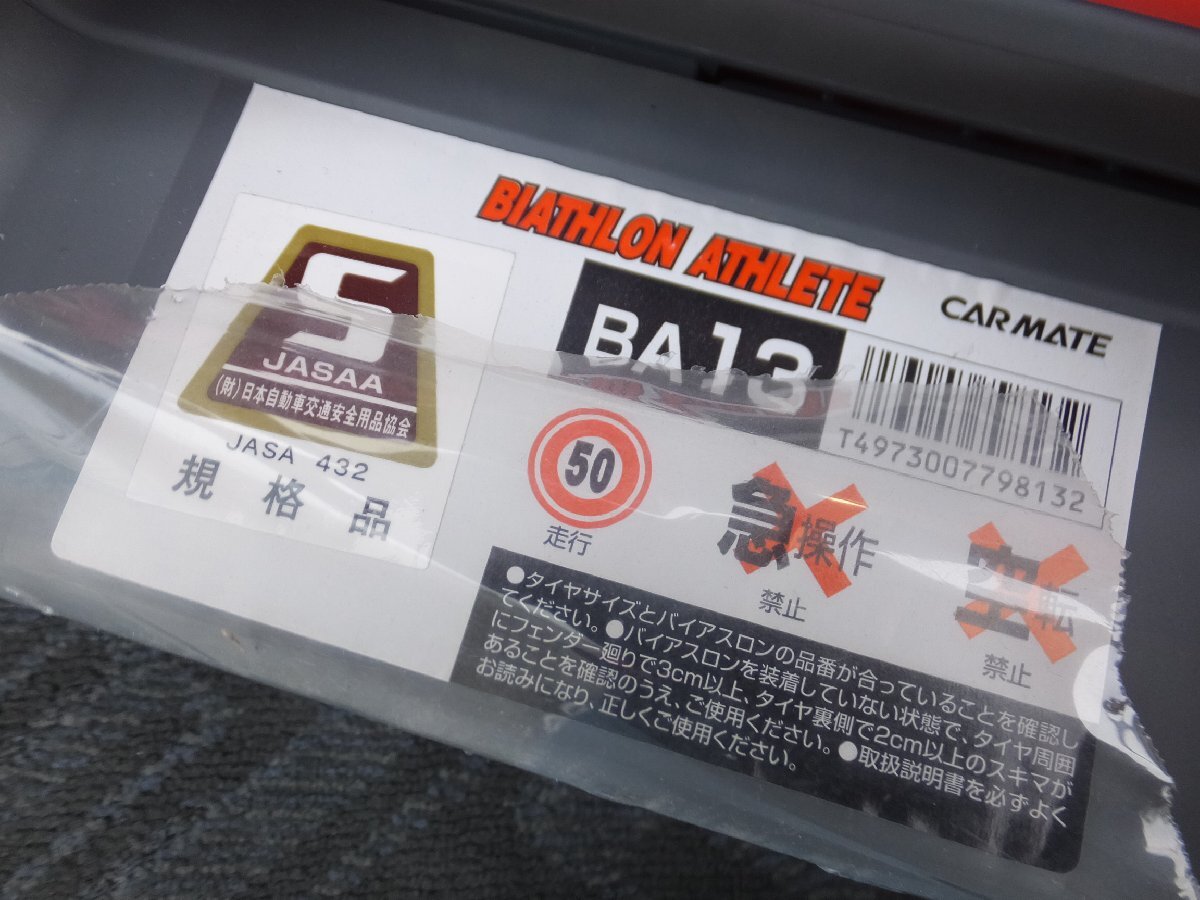 BIATHLON ATHLETE
CARMATE
BA13
T4973007798132
S
JASAA
(財)日本自動車交通安全用品協会
JASA 432
規格品
50
走行
急操作
禁止
空転
禁止
●タイヤサイズとバイアスロンの品番が合っていることを確認し
てください。●バイアスロンを装着していない状態で、タイヤ周囲
にフェンダー廻りで3cm以上、タイヤ裏側で2cm以上のスキマが
あることを確認のうえ、ご使用ください。●取扱説明書を必ずよく
お読みになり、正しくご使用ください。